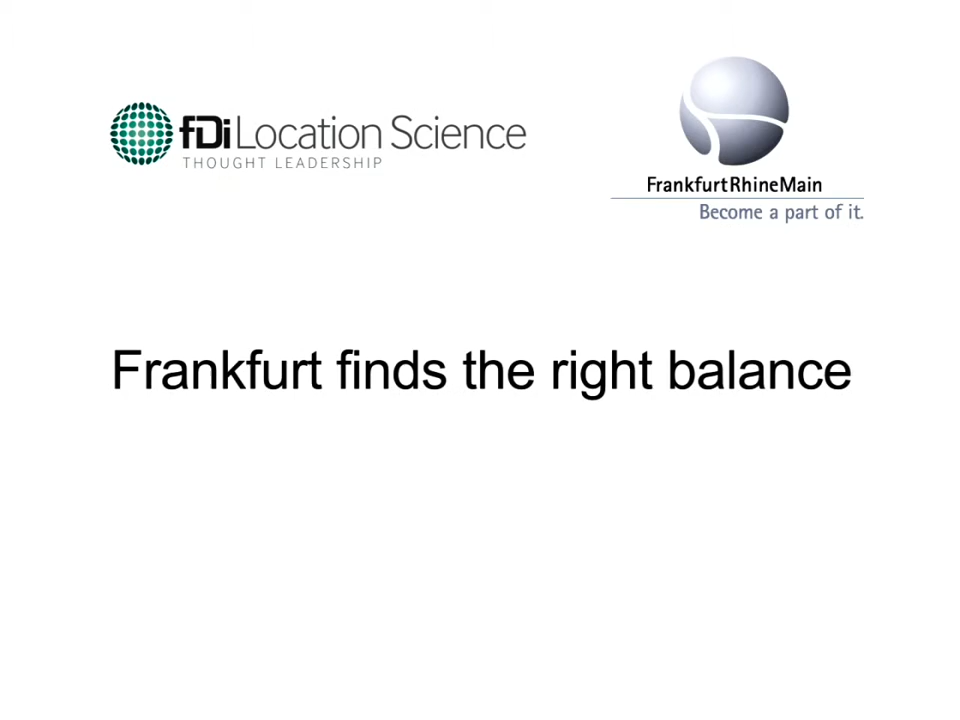 fDi Location Science
THOUGHT LEADERSHIP
FrankfurtRhineMain
Become a part of it.
Frankfurt finds the right balance